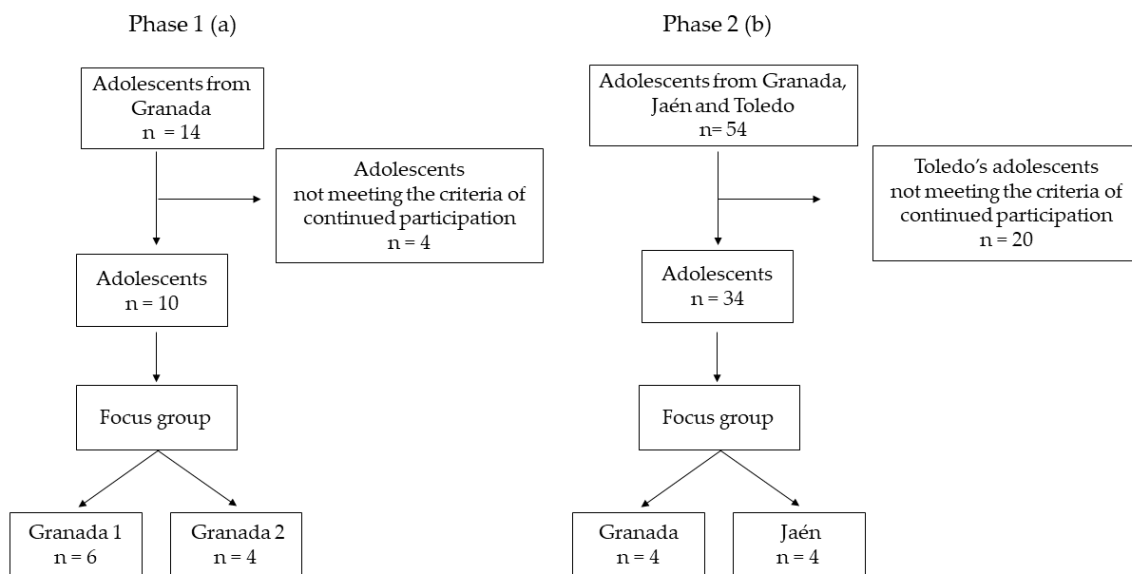 Phase 1 (a)
Adolescents from
Granada
n = 14
Adolescents
not meeting the criteria of
continued participation
n = 4
Adolescents
n = 10
Focus group
Granada 1
n = 6
Granada 2
n = 4
Phase 2 (b)
Adolescents from Granada,
Jaén and Toledo
n= 54
Toledo’s adolescents
not meeting the criteria of
continued participation
n = 20
Adolescents
n = 34
Focus group
Granada
n = 4
Jaén
n = 4